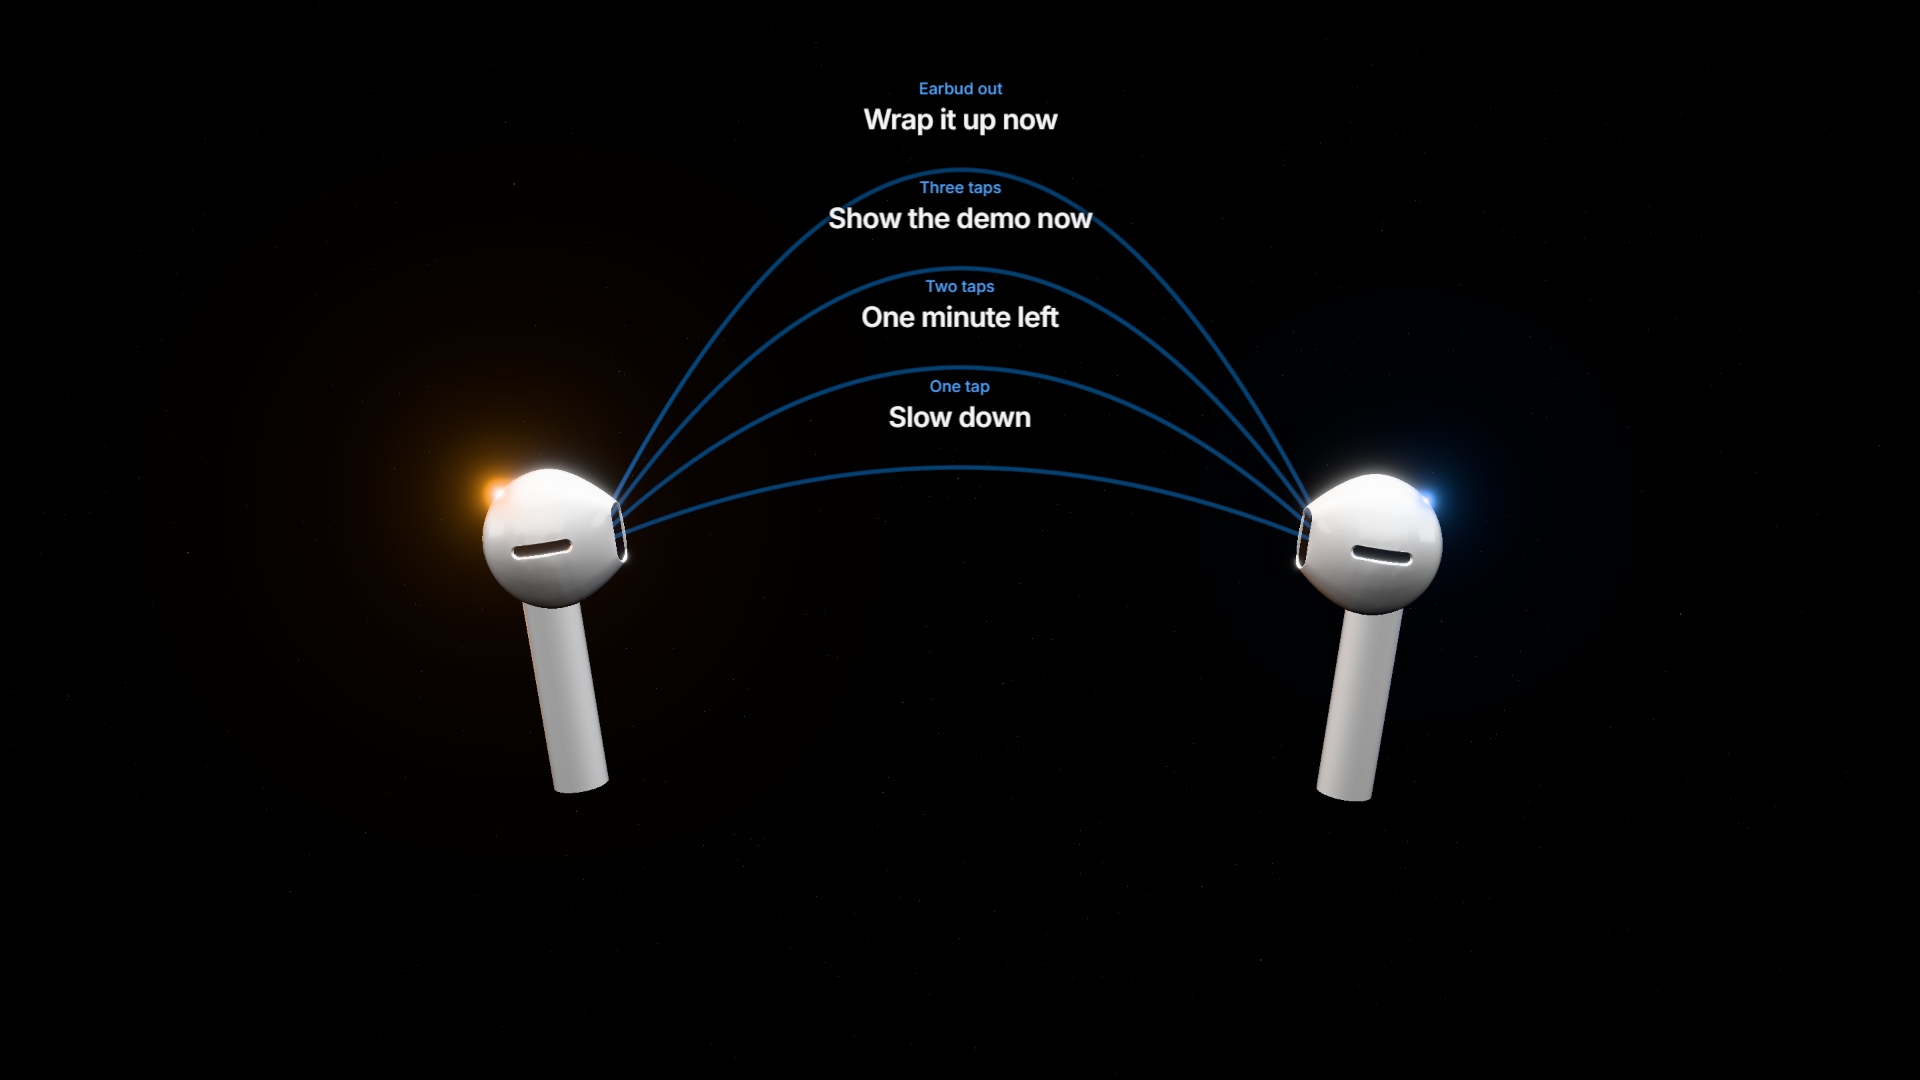 Earbud out
Wrap it up now
Three taps
Show the demo now
Two taps
One minute left
One tap
Slow down